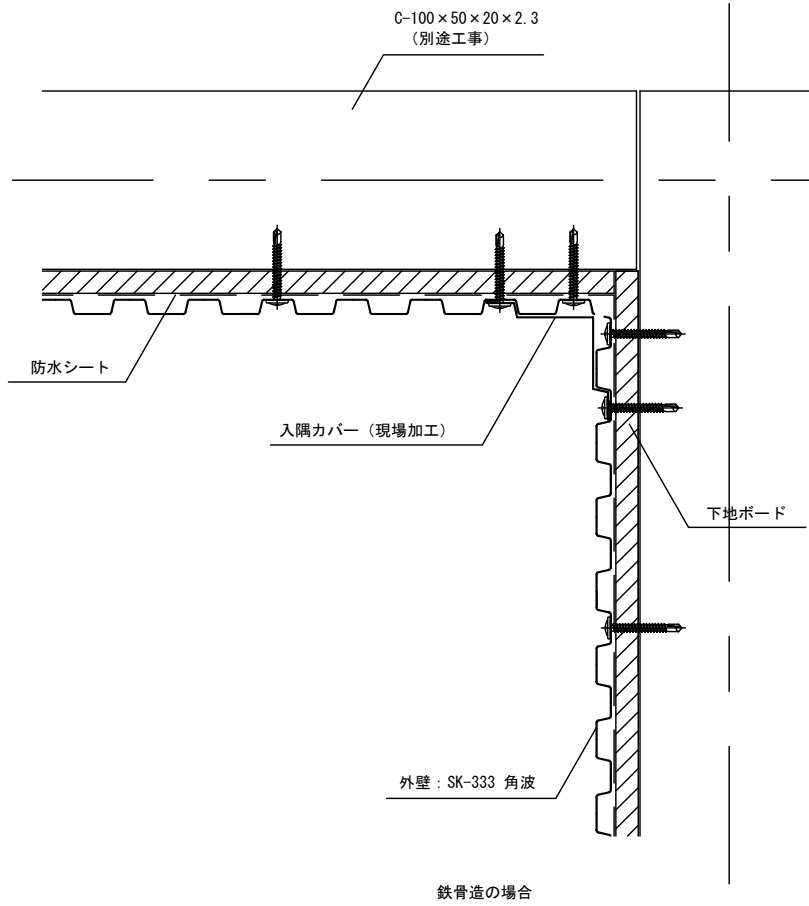 C-100×50×20×2.3
（別途工事）
防水シート
入隅カバー（現場加工）
下地ボード
外壁：SK-333 角波
鉄骨造の場合